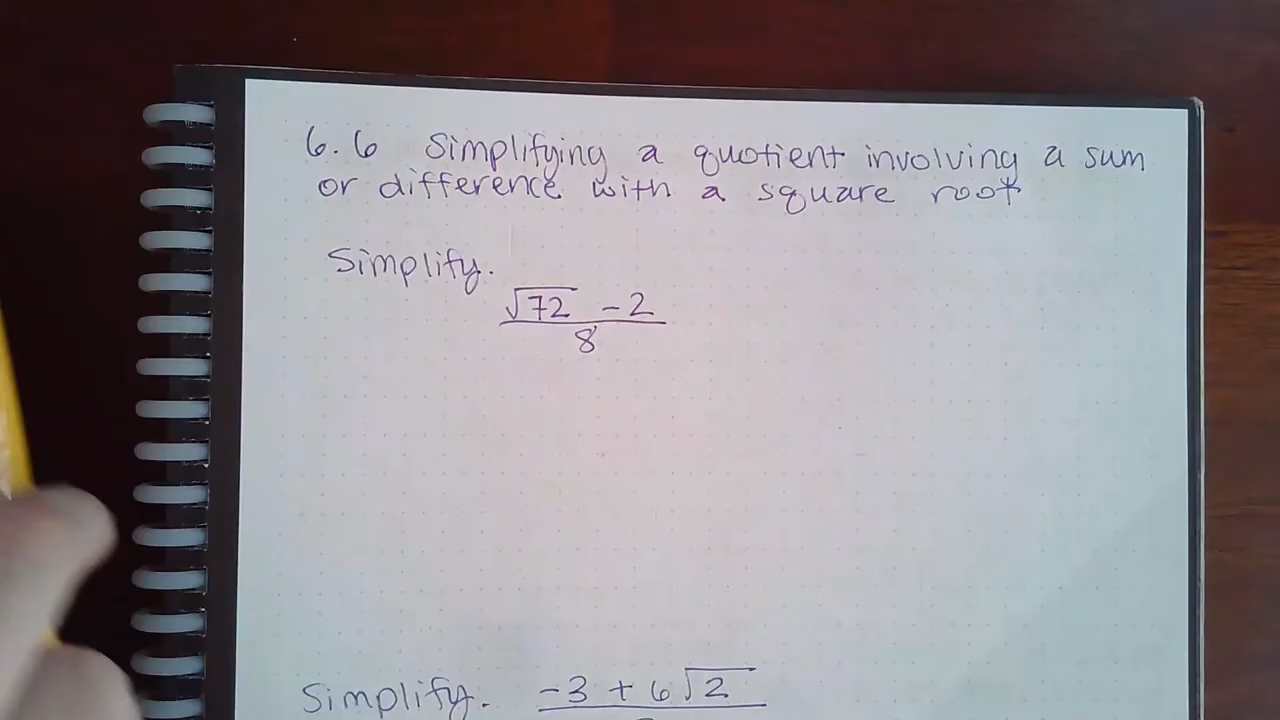 6.6 Simplifying a quotient involving a sum
or difference with a square root
Simplify.
√72 - 2
8
Simplify. -3 + 6√2